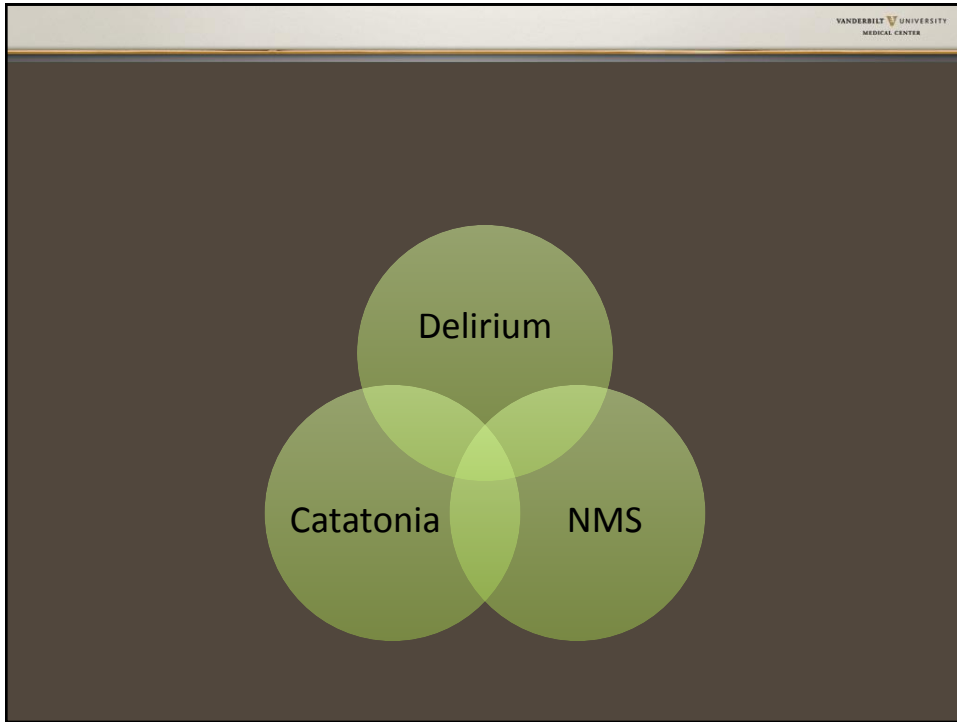 VANDERBILT UNIVERSITY
MEDICAL CENTER
Delirium
Catatonia
NMS